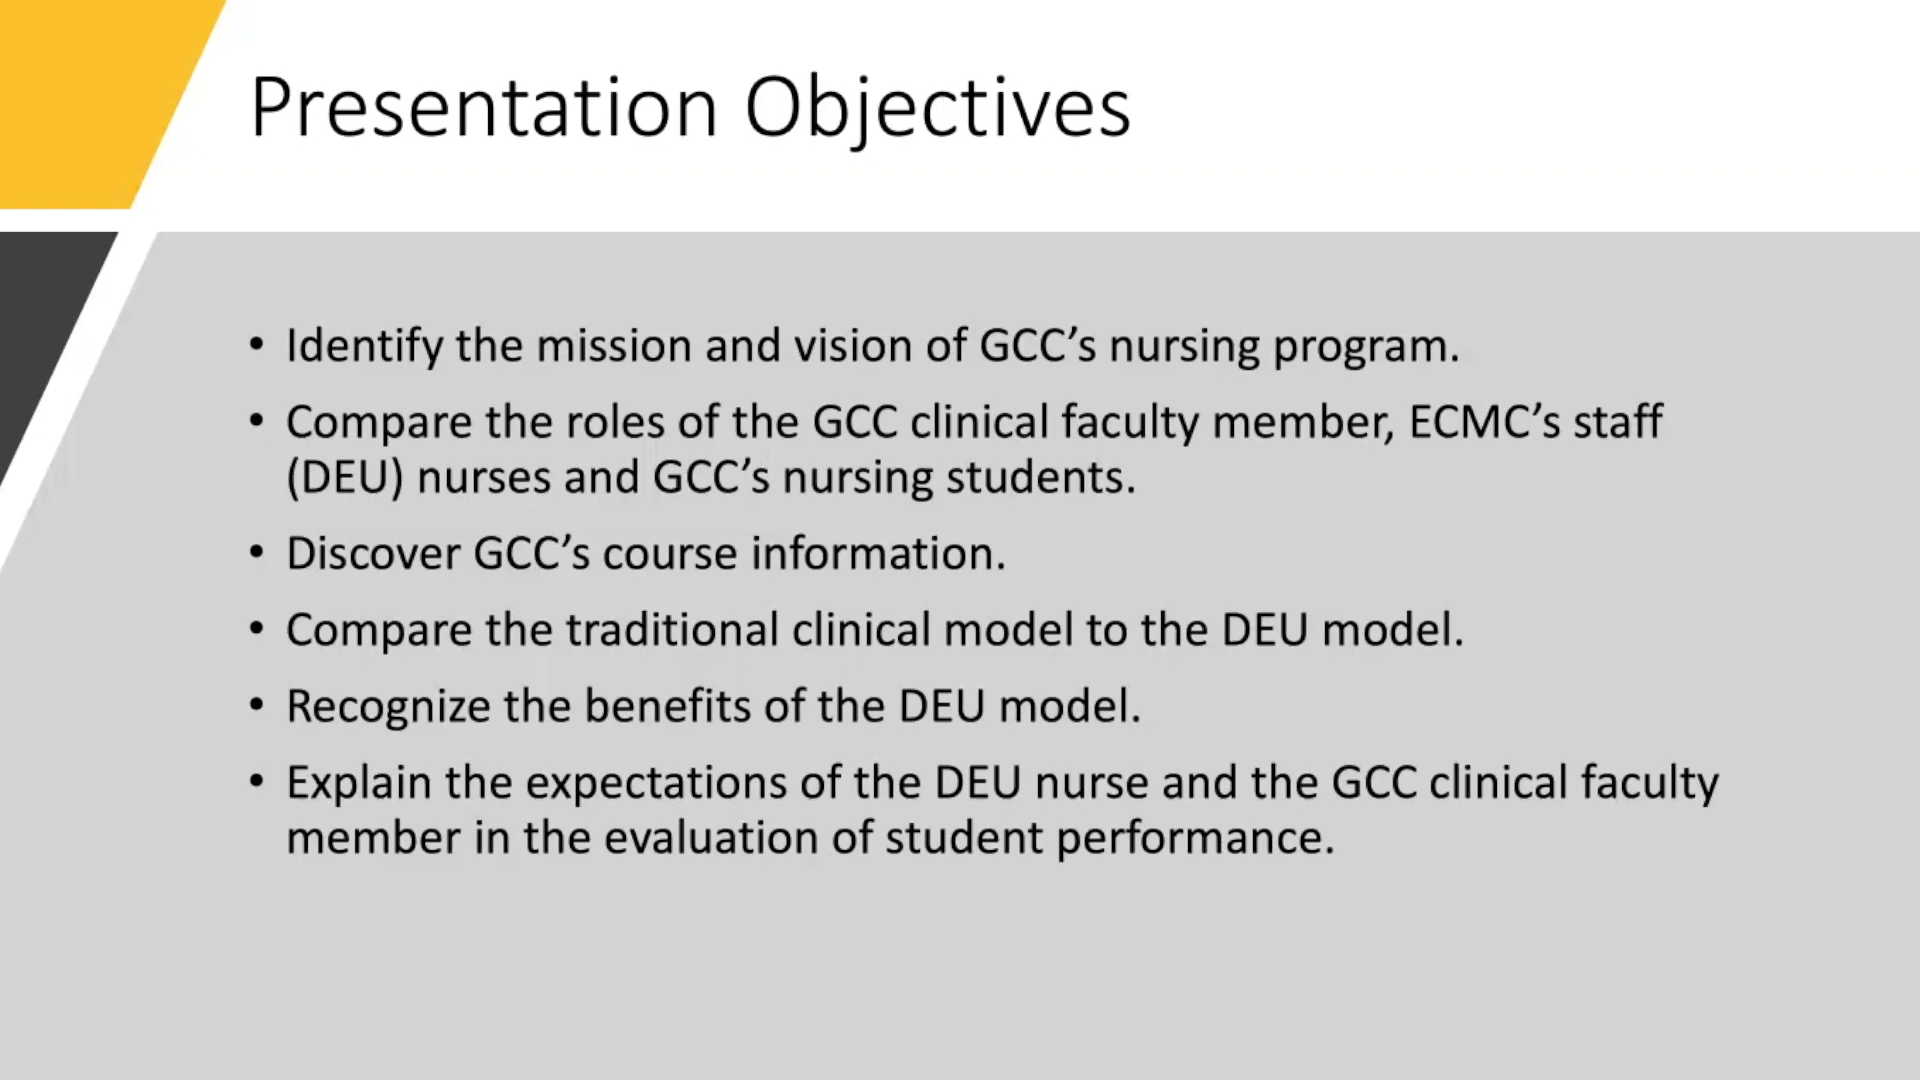 Presentation Objectives
• Identify the mission and vision of GCC’s nursing program.
• Compare the roles of the GCC clinical faculty member, ECMC’s staff
(DEU) nurses and GCC’s nursing students.
• Discover GCC’s course information.
• Compare the traditional clinical model to the DEU model.
• Recognize the benefits of the DEU model.
• Explain the expectations of the DEU nurse and the GCC clinical faculty
member in the evaluation of student performance.